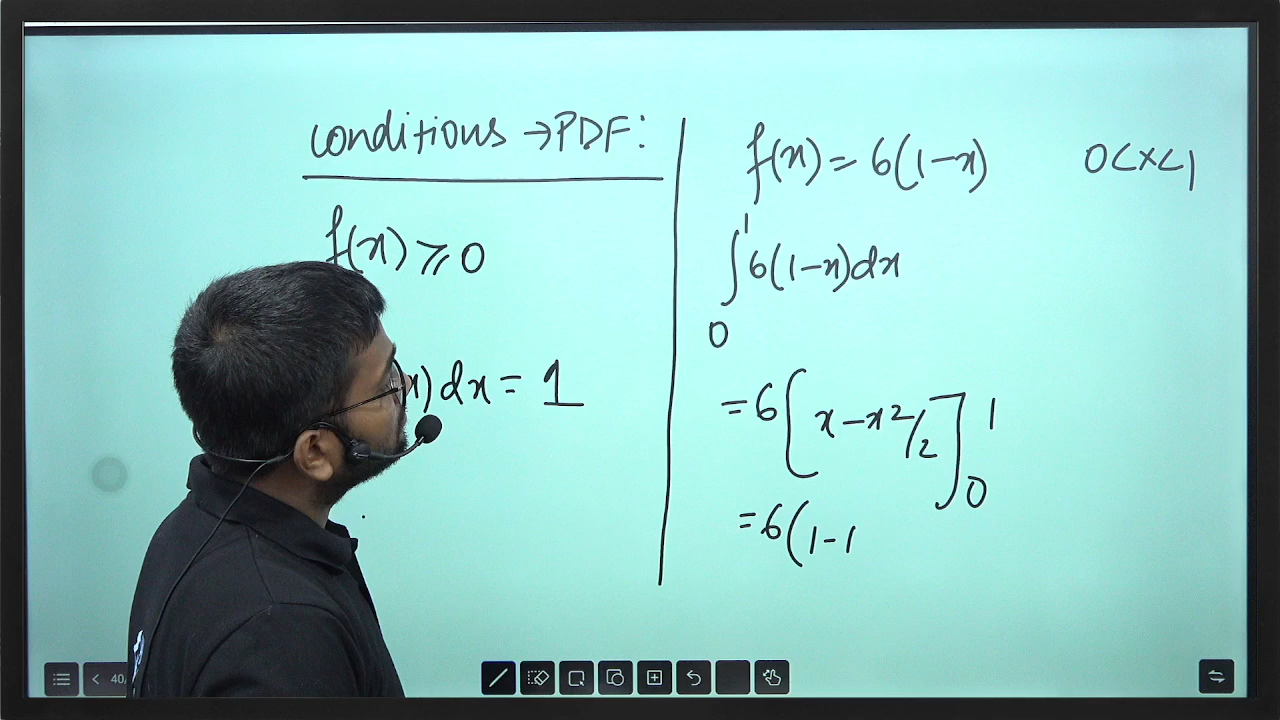 conditions → PDF:
f(x) ⩾ 0
x) dx = 1
f(x) = 6(1-x) 0<x<1
∫₀¹ 6(1-x)dx
= 6[x-x²/2]₀¹
= 6(1-1
40